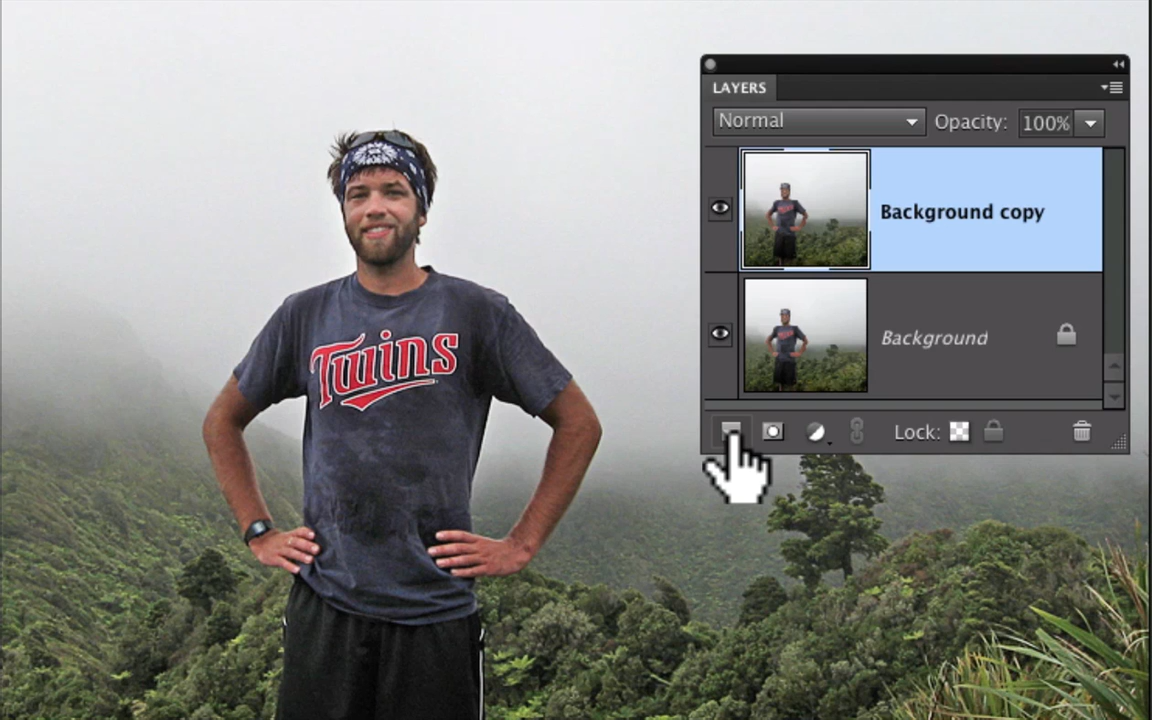 LAYERS
Normal
Opacity: 100%
Background copy
Twins
Background
Lock: